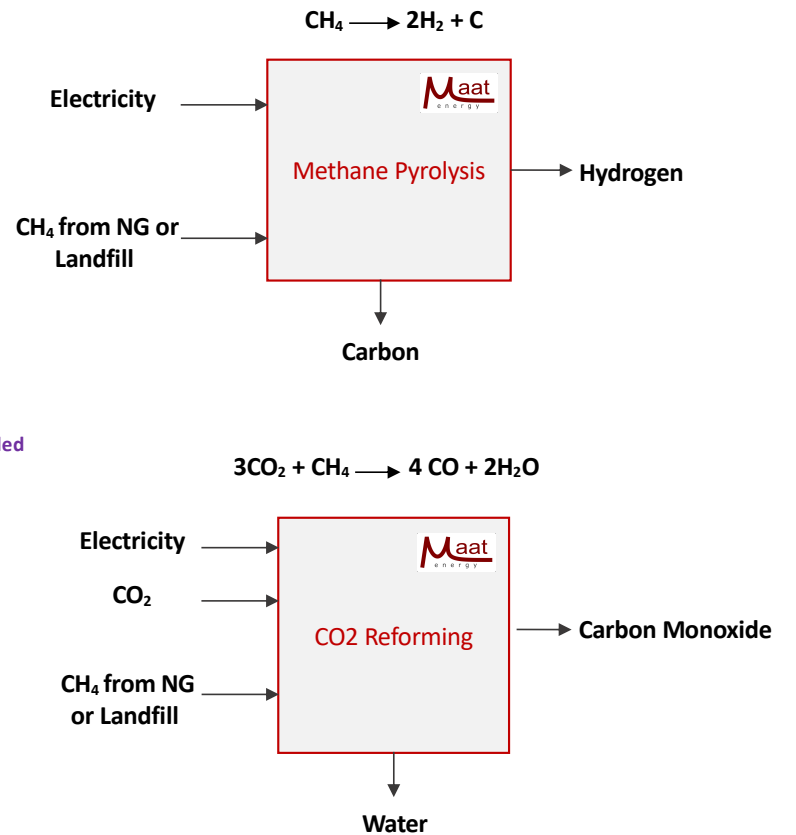 CH₄ → 2H₂ + C
Maat
energy
Electricity
Methane Pyrolysis
Hydrogen
CH₄ from NG or
Landfill
Carbon
led
3CO₂ + CH₄ → 4 CO + 2H₂O
Maat
energy
Electricity
CO₂
CO2 Reforming
Carbon Monoxide
CH₄ from NG
or Landfill
Water